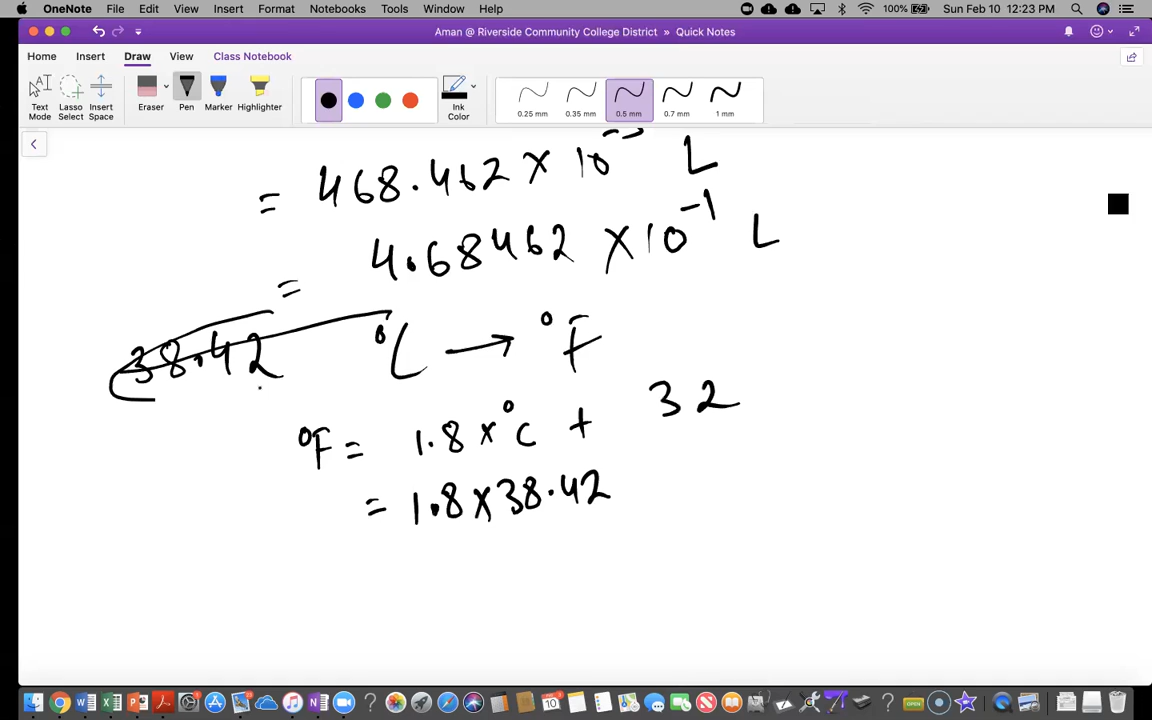 OneNote File Edit View Insert Format Notebooks Tools Window Help 100% Sun Feb 10 12:23 PM
Aman @ Riverside Community College District » Quick Notes
Home Insert Draw View Class Notebook
Text Mode Lasso Select Insert Space Eraser Pen Marker Highlighter Ink Color 0.25 mm 0.35 mm 0.5 mm 0.7 mm 1 mm
= 468.462 × 10 L
= 4.68462 × 10⁻¹ L
38.42 °C → °F
°F = 1.8 × °C + 32
= 1.8 × 38.42